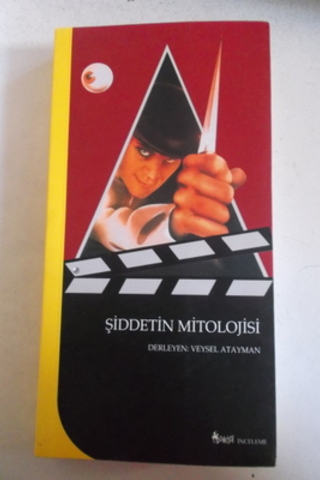 ŞİDDETİN MİTOLOJİSİ
DERLEYEN: VEYSEL ATAYMAN
İNCELEME